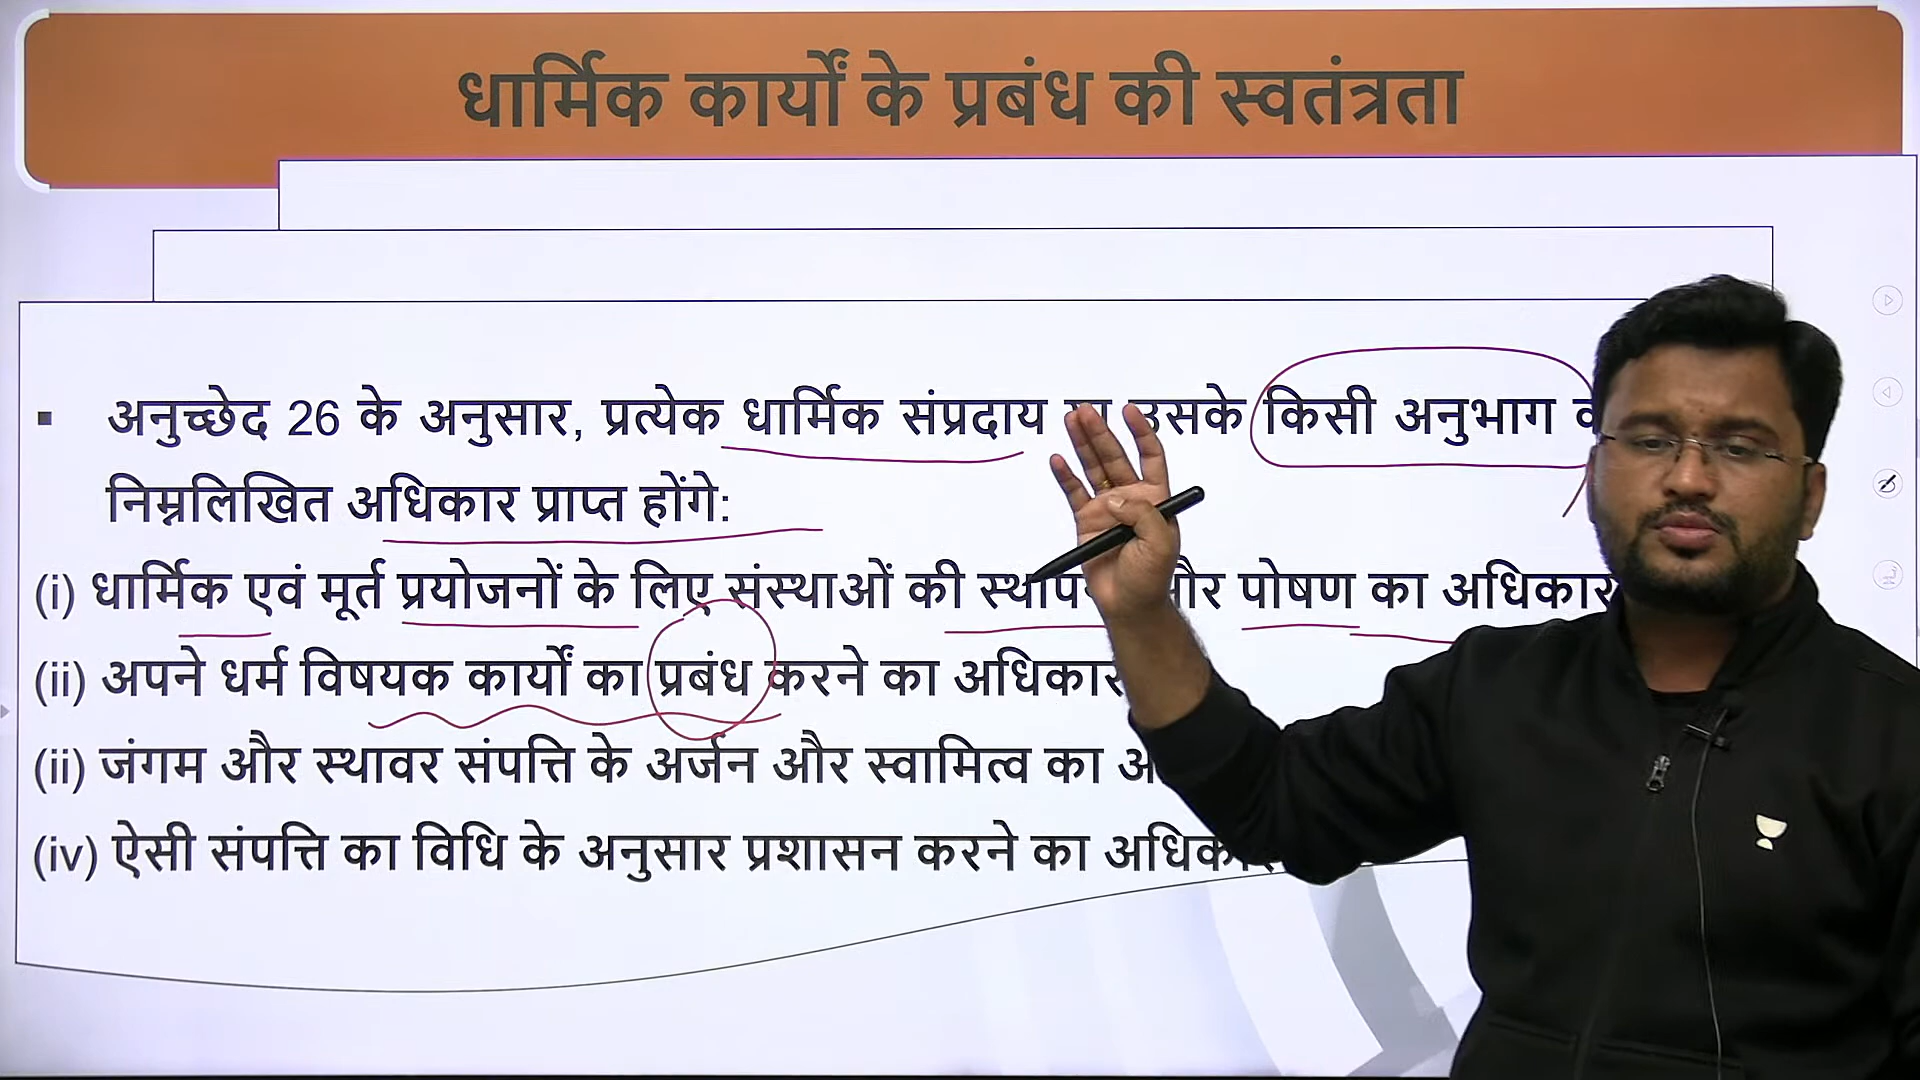 धार्मिक कार्यों के प्रबंध की स्वतंत्रता
▪ अनुच्छेद 26 के अनुसार, प्रत्येक धार्मिक संप्रदाय उसके किसी अनुभाग
निम्नलिखित अधिकार प्राप्त होंगे:
(i) धार्मिक एवं मूर्त प्रयोजनों के लिए संस्थाओं की और पोषण का अधिकार
(ii) अपने धर्म विषयक कार्यों का प्रबंध करने का अधिकार
(ii) जंगम और स्थावर संपत्ति के अर्जन और स्वामित्व का
(iv) ऐसी संपत्ति का विधि के अनुसार प्रशासन करने का अधिकार